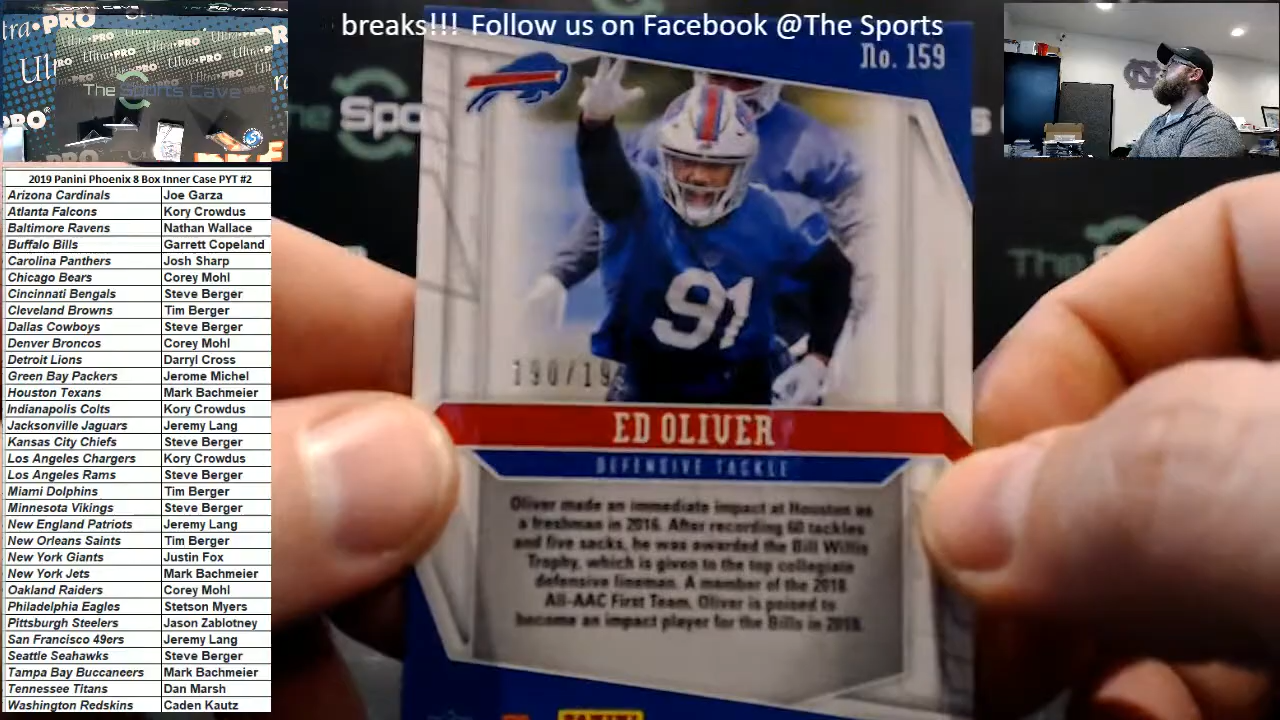 breaks!!! Follow us on Facebook @The Sports
No. 159
The Sports Cave
2019 Panini Phoenix 8 Box Inner Case PYT #2
Arizona Cardinals Joe Garza
Atlanta Falcons Kory Crowdus
Baltimore Ravens Nathan Wallace
Buffalo Bills Garrett Copeland
Carolina Panthers Josh Sharp
Chicago Bears Corey Mohl
Cincinnati Bengals Steve Berger
Cleveland Browns Tim Berger
Dallas Cowboys Steve Berger
Denver Broncos Corey Mohl
Detroit Lions Darryl Cross
Green Bay Packers Jerome Michel
Houston Texans Mark Bachmeier
Indianapolis Colts Kory Crowdus
Jacksonville Jaguars Jeremy Lang
Kansas City Chiefs Steve Berger
Los Angeles Chargers Kory Crowdus
Los Angeles Rams Steve Berger
Miami Dolphins Tim Berger
Minnesota Vikings Steve Berger
New England Patriots Jeremy Lang
New Orleans Saints Tim Berger
New York Giants Justin Fox
New York Jets Mark Bachmeier
Oakland Raiders Corey Mohl
Philadelphia Eagles Stetson Myers
Pittsburgh Steelers Jason Zablotney
San Francisco 49ers Jeremy Lang
Seattle Seahawks Steve Berger
Tampa Bay Buccaneers Mark Bachmeier
Tennessee Titans Dan Marsh
Washington Redskins Caden Kautz
91
ED OLIVER
DEFENSIVE TACKLE
Oliver made an immediate impact at Houston as
a freshman in 2016. After recording 60 tackles
and five sacks, he was awarded the Bill Willis
Trophy, which is given to the top collegiate
defensive lineman. A member of the 2018
All-AAC First Team, Oliver is poised to
become an impact player for the Bills in 2019.
PANINI